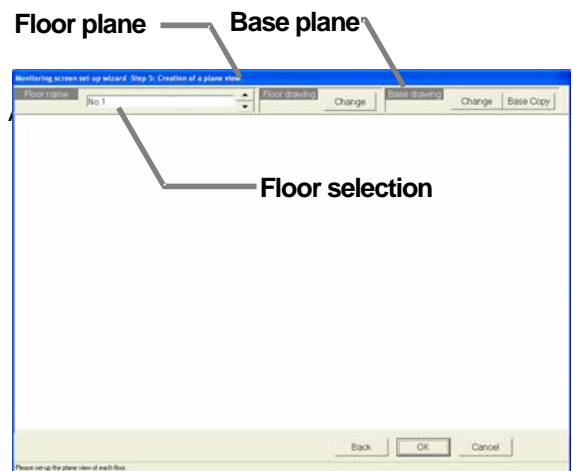 Floor plane Base plane
Monitoring screen set up wizard -Step 5: Creation of a plane view.
Floor name No.1 Floor drawing Change Base drawing Change Base Copy
Floor selection
Back OK Cancel
Please set up the plane view of each floor.